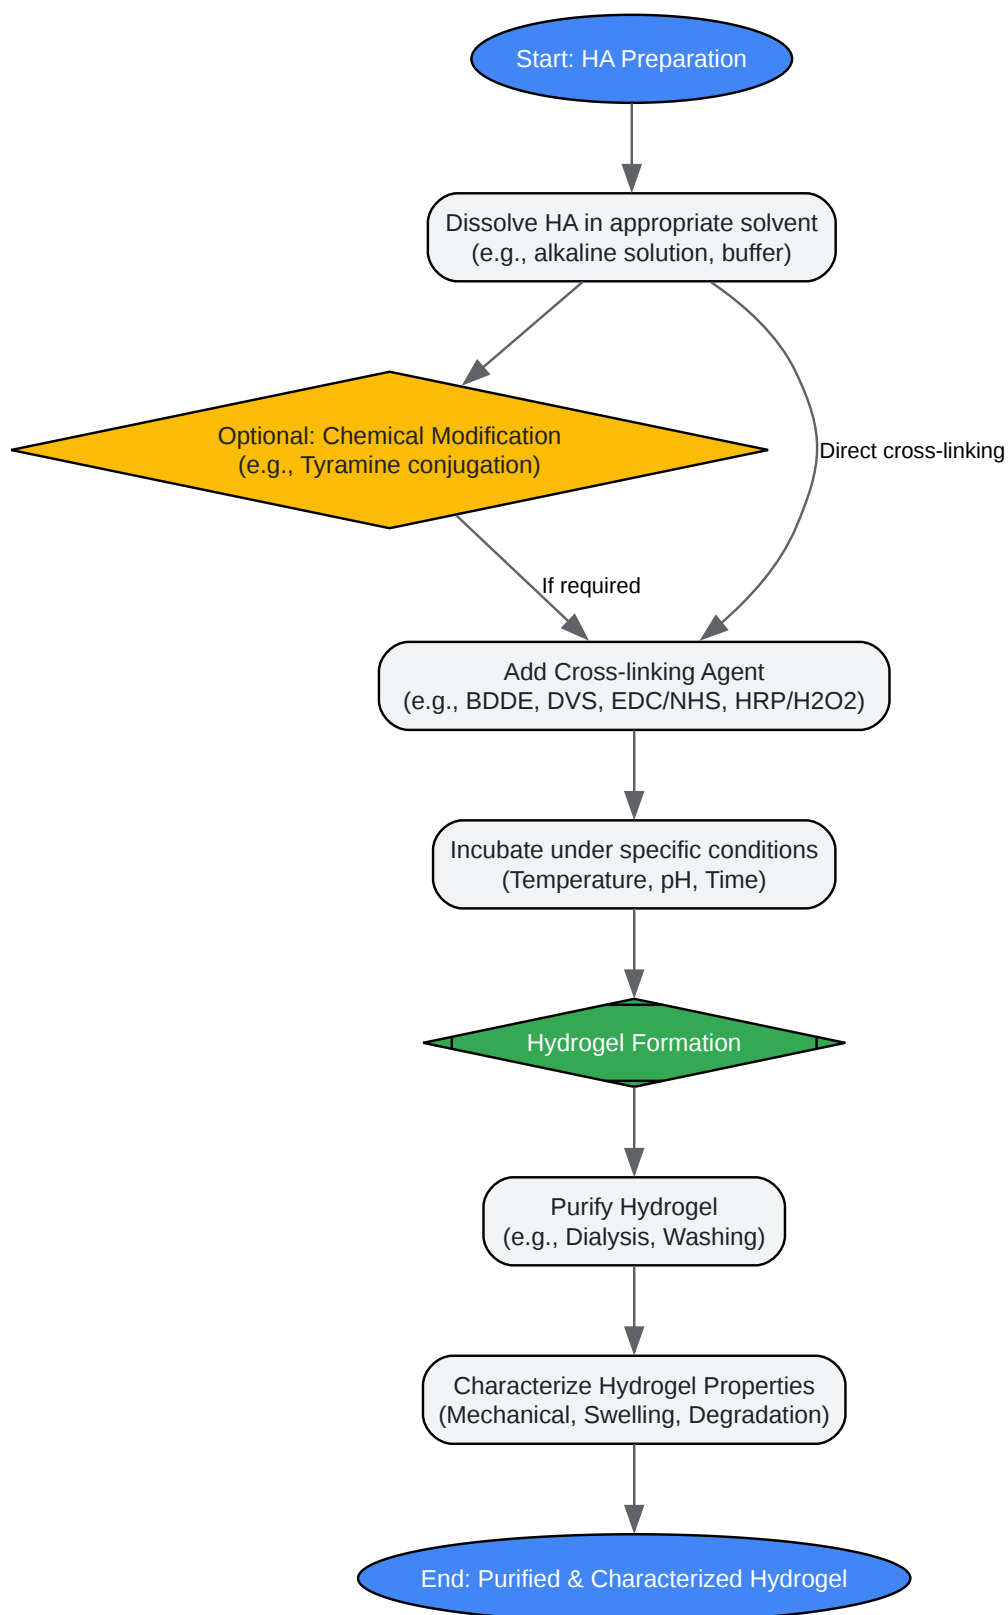 Start: HA Preparation
Dissolve HA in appropriate solvent
(e.g., alkaline solution, buffer)
Optional: Chemical Modification
(e.g., Tyramine conjugation)
Direct cross-linking
If required
Add Cross-linking Agent
(e.g., BDDE, DVS, EDC/NHS, HRP/H2O2)
Incubate under specific conditions
(Temperature, pH, Time)
Hydrogel Formation
Purify Hydrogel
(e.g., Dialysis, Washing)
Characterize Hydrogel Properties
(Mechanical, Swelling, Degradation)
End: Purified & Characterized Hydrogel